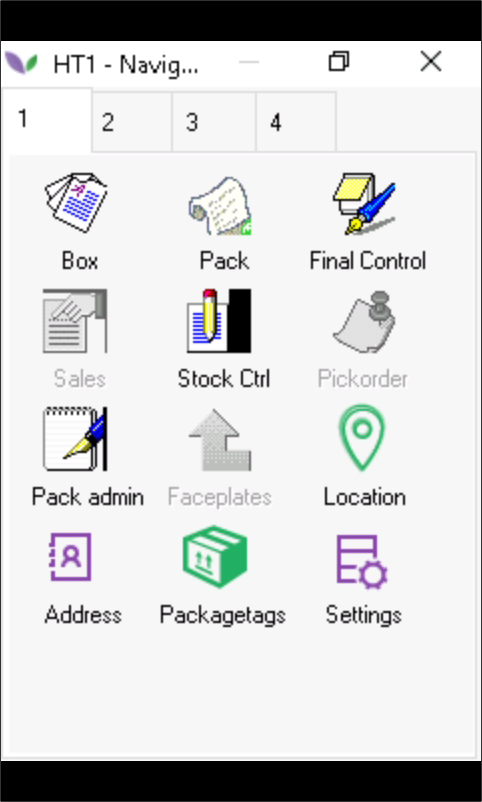 HT1 - Navig...
1 2 3 4
Box Pack Final Control
Sales Stock Ctrl Pickorder
Pack admin Faceplates Location
Address Packagetags Settings